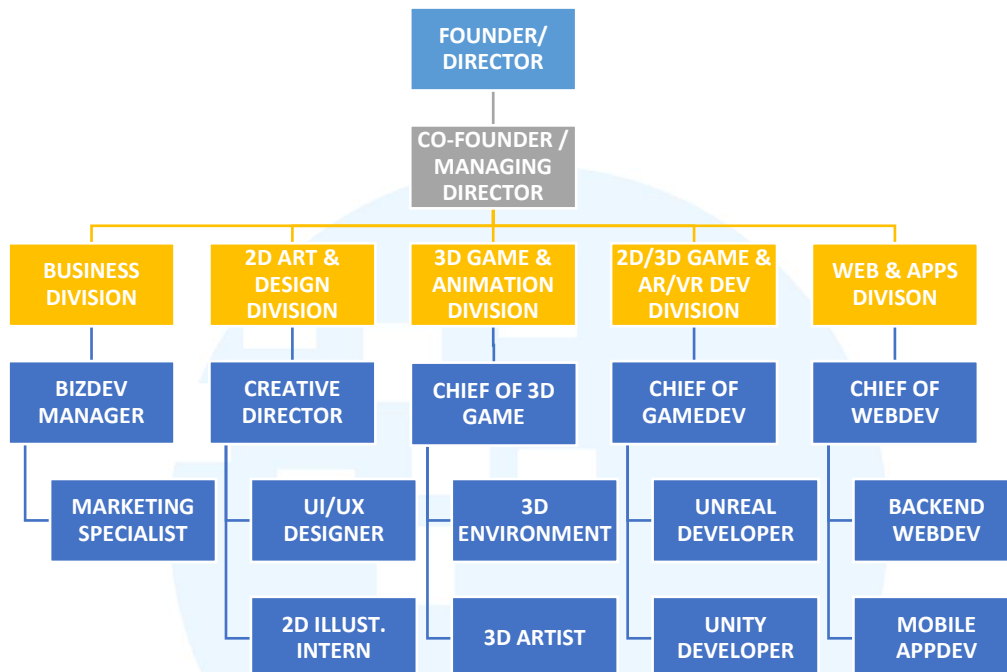 FOUNDER/
DIRECTOR
CO-FOUNDER /
MANAGING
DIRECTOR
BUSINESS
DIVISION
2D ART &
DESIGN
DIVISION
3D GAME &
ANIMATION
DIVISION
2D/3D GAME &
AR/VR DEV
DIVISION
WEB & APPS
DIVISON
BIZDEV
MANAGER
CREATIVE
DIRECTOR
CHIEF OF 3D
GAME
CHIEF OF
GAMEDEV
CHIEF OF
WEBDEV
MARKETING
SPECIALIST
UI/UX
DESIGNER
3D
ENVIRONMENT
UNREAL
DEVELOPER
BACKEND
WEBDEV
2D ILLUST.
INTERN
3D ARTIST
UNITY
DEVELOPER
MOBILE
APPDEV